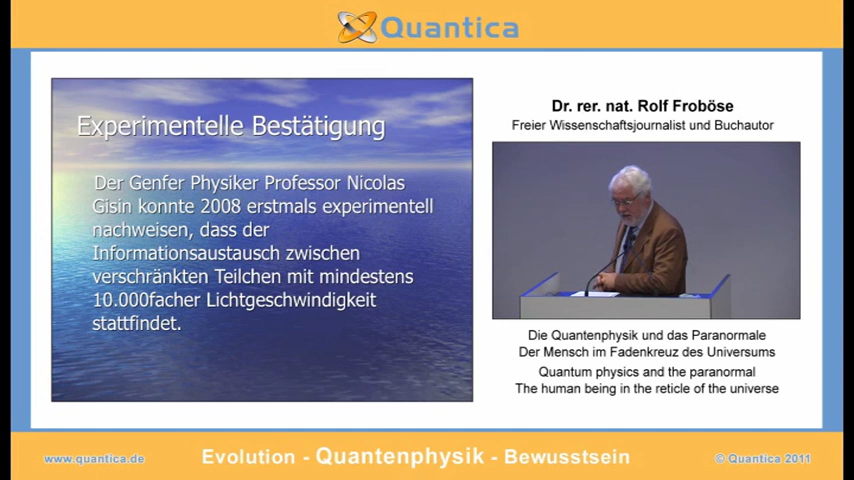 Quantica
Experimentelle Bestätigung
Der Genfer Physiker Professor Nicolas
Gisin konnte 2008 erstmals experimentell
nachweisen, dass der
Informationsaustausch zwischen
verschränkten Teilchen mit mindestens
10.000facher Lichtgeschwindigkeit
stattfindet.
Dr. rer. nat. Rolf Froböse
Freier Wissenschaftsjournalist und Buchautor
Die Quantenphysik und das Paranormale
Der Mensch im Fadenkreuz des Universums
Quantum physics and the paranormal
The human being in the reticle of the universe
www.quantica.de
Evolution - Quantenphysik - Bewusstsein
© Quantica 2011